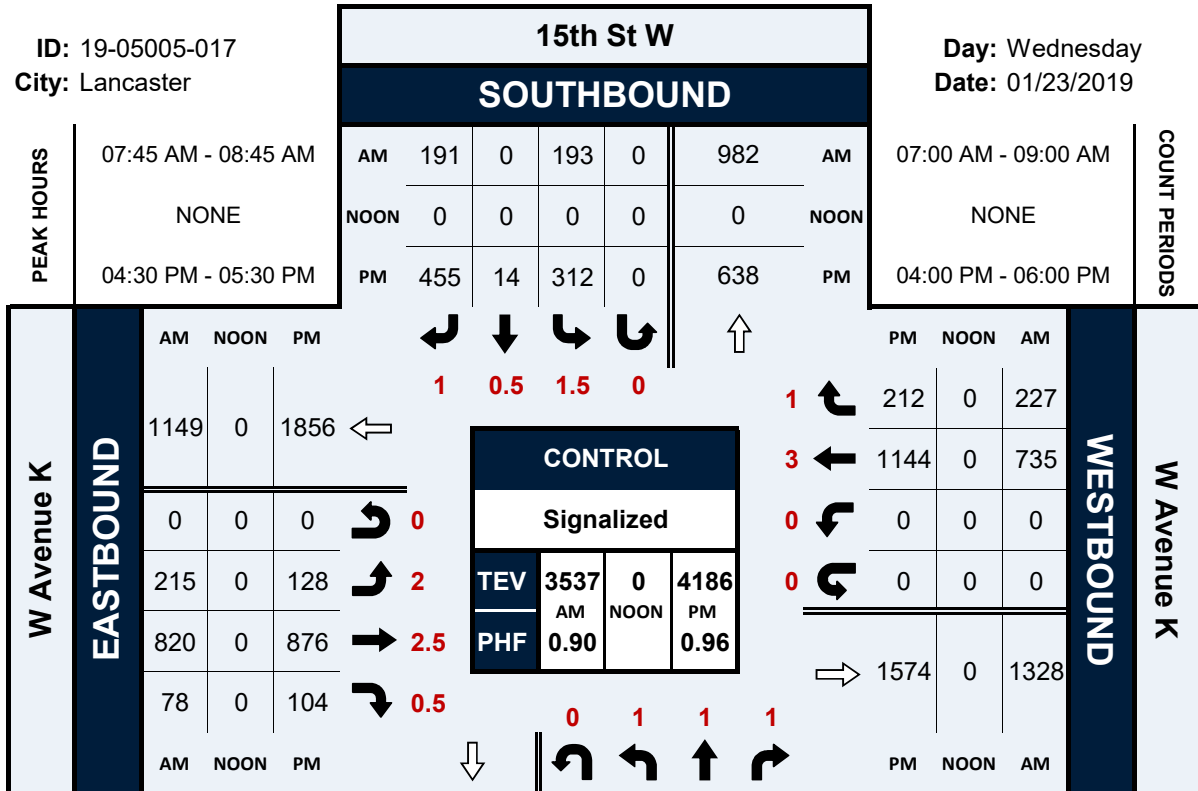 ID: 19-05005-017
City: Lancaster
15th St W
SOUTHBOUND
Day: Wednesday
Date: 01/23/2019
PEAK HOURS
07:45 AM - 08:45 AM
NONE
04:30 PM - 05:30 PM
AM 191 0 193 0 982 AM
NOON 0 0 0 0 0 NOON
PM 455 14 312 0 638 PM
07:00 AM - 09:00 AM
NONE
04:00 PM - 06:00 PM
COUNT PERIODS
1 0.5 1.5 0
W Avenue K
EASTBOUND
AM NOON PM
1149 0 1856
0 0 0 0
215 0 128 2
820 0 876 2.5
78 0 104 0.5
AM NOON PM
CONTROL
Signalized
TEV 3537 0 4186
AM NOON PM
PHF 0.90 0.96
PM NOON AM
1 212 0 227
3 1144 0 735
0 0 0 0
0 0 0 0
1574 0 1328
PM NOON AM
WESTBOUND
W Avenue K
0 1 1 1